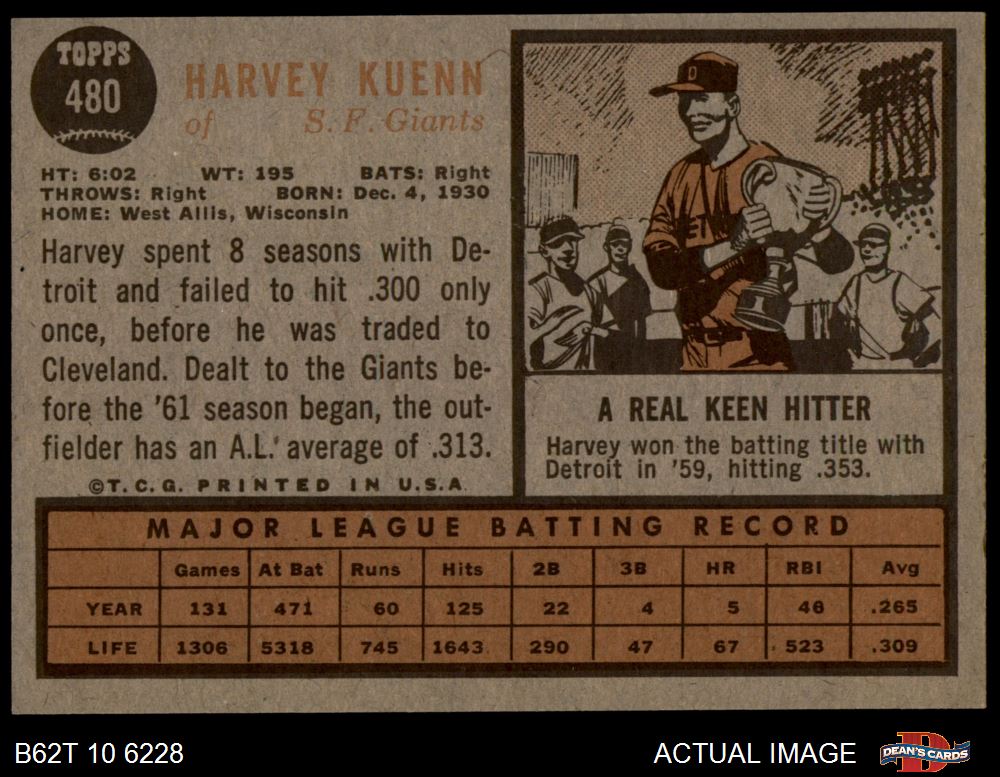 TOPPS
480
HARVEY KUENN
of S. F. Giants
HT: 6:02 WT: 195 BATS: Right
THROWS: Right BORN: Dec. 4, 1930
HOME: West Allis, Wisconsin
Harvey spent 8 seasons with De-
troit and failed to hit .300 only
once, before he was traded to
Cleveland. Dealt to the Giants be-
fore the '61 season began, the out-
fielder has an A.L. average of .313.
©T.C.G. PRINTED IN U.S.A.
D
DET
A REAL KEEN HITTER
Harvey won the batting title with
Detroit in '59, hitting .353.
MAJOR LEAGUE BATTING RECORD
Games At Bat Runs Hits 2B 3B HR RBI Avg
YEAR 131 471 60 125 22 4 5 46 .265
LIFE 1306 5318 745 1643 290 47 67 523 .309
B62T 10 6228
ACTUAL IMAGE
D
DEAN'S CARDS